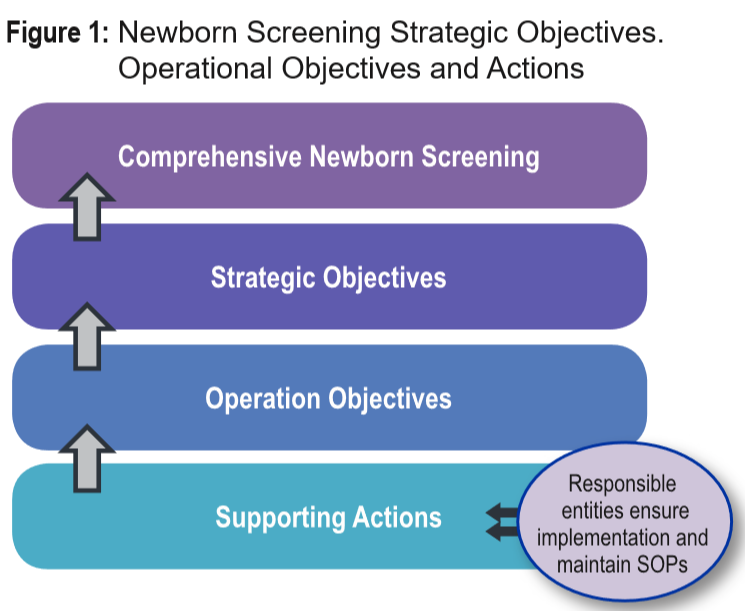 Figure 1: Newborn Screening Strategic Objectives.
Operational Objectives and Actions
Comprehensive Newborn Screening
Strategic Objectives
Operation Objectives
Supporting Actions
Responsible
entities ensure
implementation and
maintain SOPs